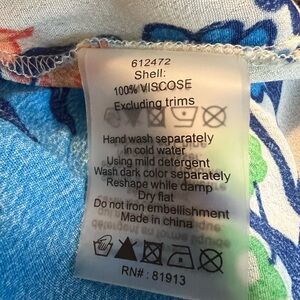 612472
Shell:
100% VISCOSE
Excluding trims
Hand wash separately
in cold water
Using mild detergent
Wash dark color separately
Reshape while damp
Dry flat
Do not iron embellishment
Made in china
RN#: 81913